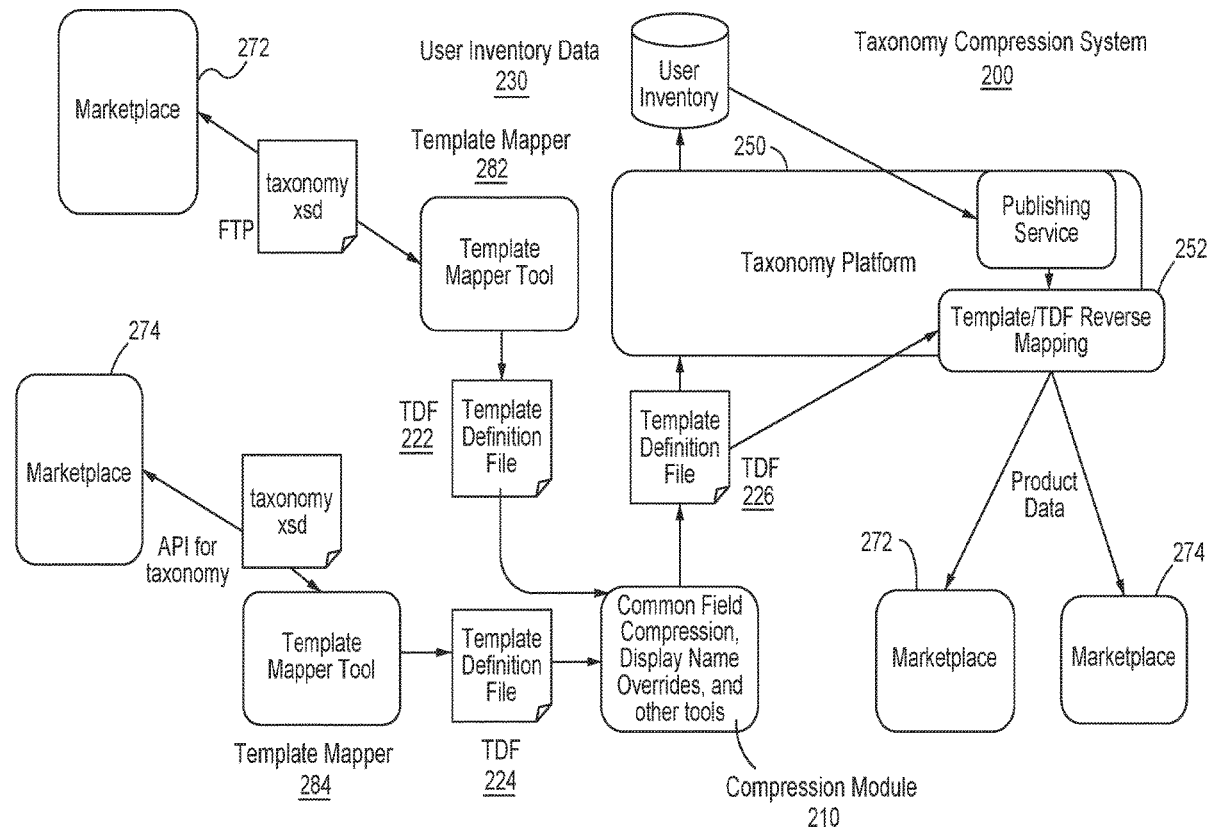 272
Marketplace
taxonomy
xsd
FTP
User Inventory Data
230
Template Mapper
282
Template
Mapper Tool
User
Inventory
Taxonomy Compression System
200
250
Taxonomy Platform
Publishing
Service
252
Template/TDF Reverse
Mapping
274
Marketplace
taxonomy
xsd
API for
taxonomy
TDF
222
Template
Definition
File
Template
Definition
File
TDF
226
Product
Data
272
Marketplace
274
Marketplace
Template
Mapper Tool
Template Mapper
284
Template
Definition
File
TDF
224
Common Field
Compression,
Display Name
Overrides, and
other tools
Compression Module
210